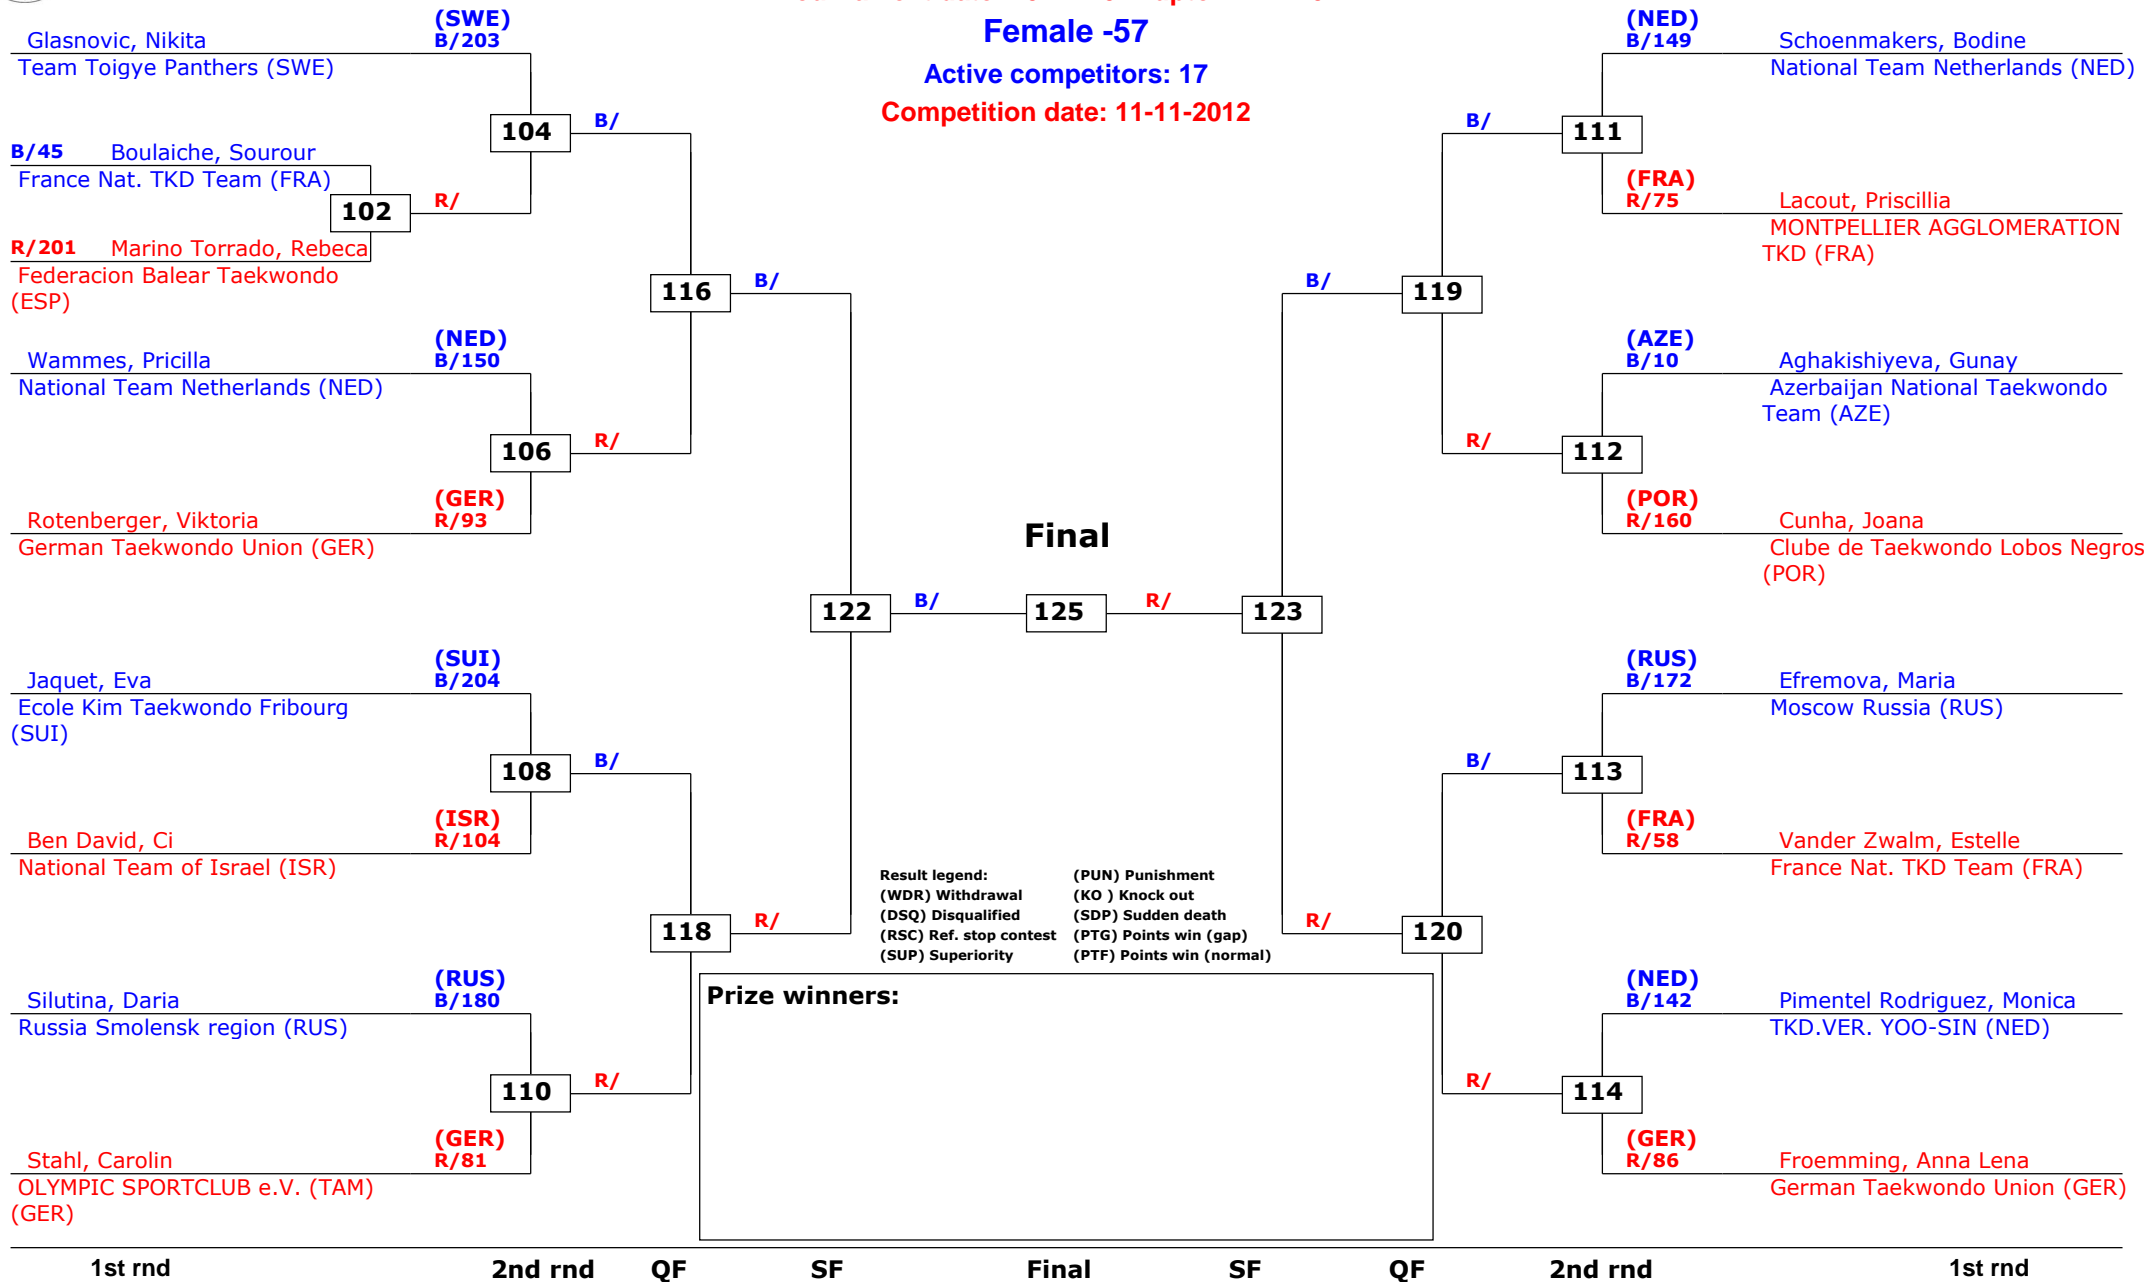 Female -57
Active competitors: 17
Competition date: 11-11-2012
(SWE)
Glasnovic, Nikita B/203
Team Toigye Panthers (SWE)
104 B/
B/45 Boulaiche, Sourour
France Nat. TKD Team (FRA)
102 R/
R/201 Marino Torrado, Rebeca
Federacion Balear Taekwondo
(ESP)
116 B/
(NED)
Wammes, Pricilla B/150
National Team Netherlands (NED)
106 R/
(GER)
Rotenberger, Viktoria R/93
German Taekwondo Union (GER)
122 B/
(SUI)
Jaquet, Eva B/204
Ecole Kim Taekwondo Fribourg
(SUI)
108 B/
(ISR)
Ben David, Ci R/104
National Team of Israel (ISR)
118 R/
(RUS)
Silutina, Daria B/180
Russia Smolensk region (RUS)
110 R/
(GER)
Stahl, Carolin R/81
OLYMPIC SPORTCLUB e.V. (TAM)
(GER)
Final
125
(NED)
B/149 Schoenmakers, Bodine
National Team Netherlands (NED)
B/ 111
(FRA)
R/75 Lacout, Priscillia
MONTPELLIER AGGLOMERATION
TKD (FRA)
B/ 119
(AZE)
B/10 Aghakishiyeva, Gunay
Azerbaijan National Taekwondo
Team (AZE)
R/ 112
(POR)
R/160 Cunha, Joana
Clube de Taekwondo Lobos Negros
(POR)
R/ 123
(RUS)
B/172 Efremova, Maria
Moscow Russia (RUS)
B/ 113
(FRA)
R/58 Vander Zwalm, Estelle
France Nat. TKD Team (FRA)
R/ 120
(NED)
B/142 Pimentel Rodriguez, Monica
TKD.VER. YOO-SIN (NED)
R/ 114
(GER)
R/86 Froemming, Anna Lena
German Taekwondo Union (GER)
Result legend: (PUN) Punishment
(WDR) Withdrawal (KO ) Knock out
(DSQ) Disqualified (SDP) Sudden death
(RSC) Ref. stop contest (PTG) Points win (gap)
(SUP) Superiority (PTF) Points win (normal)
Prize winners:
1st rnd 2nd rnd QF SF Final SF QF 2nd rnd 1st rnd